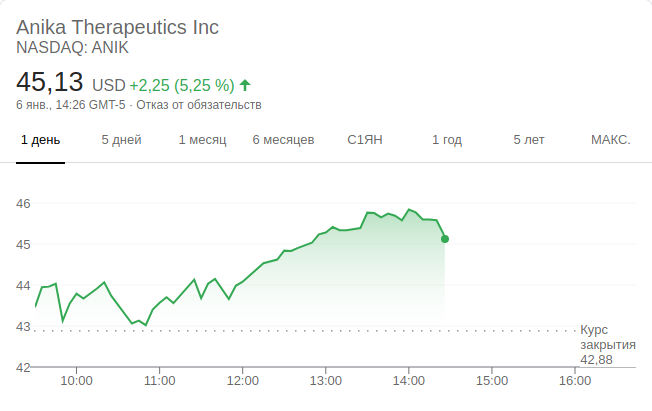 Anika Therapeutics Inc
NASDAQ: ANIK
45,13 USD +2,25 (5,25 %)
6 янв., 14:26 GMT-5 · Отказ от обязательств
1 день 5 дней 1 месяц 6 месяцев С1ЯН 1 год 5 лет МАКС.
46
45
44
43
Курс
закрытия
42,88
42
10:00 11:00 12:00 13:00 14:00 15:00 16:00